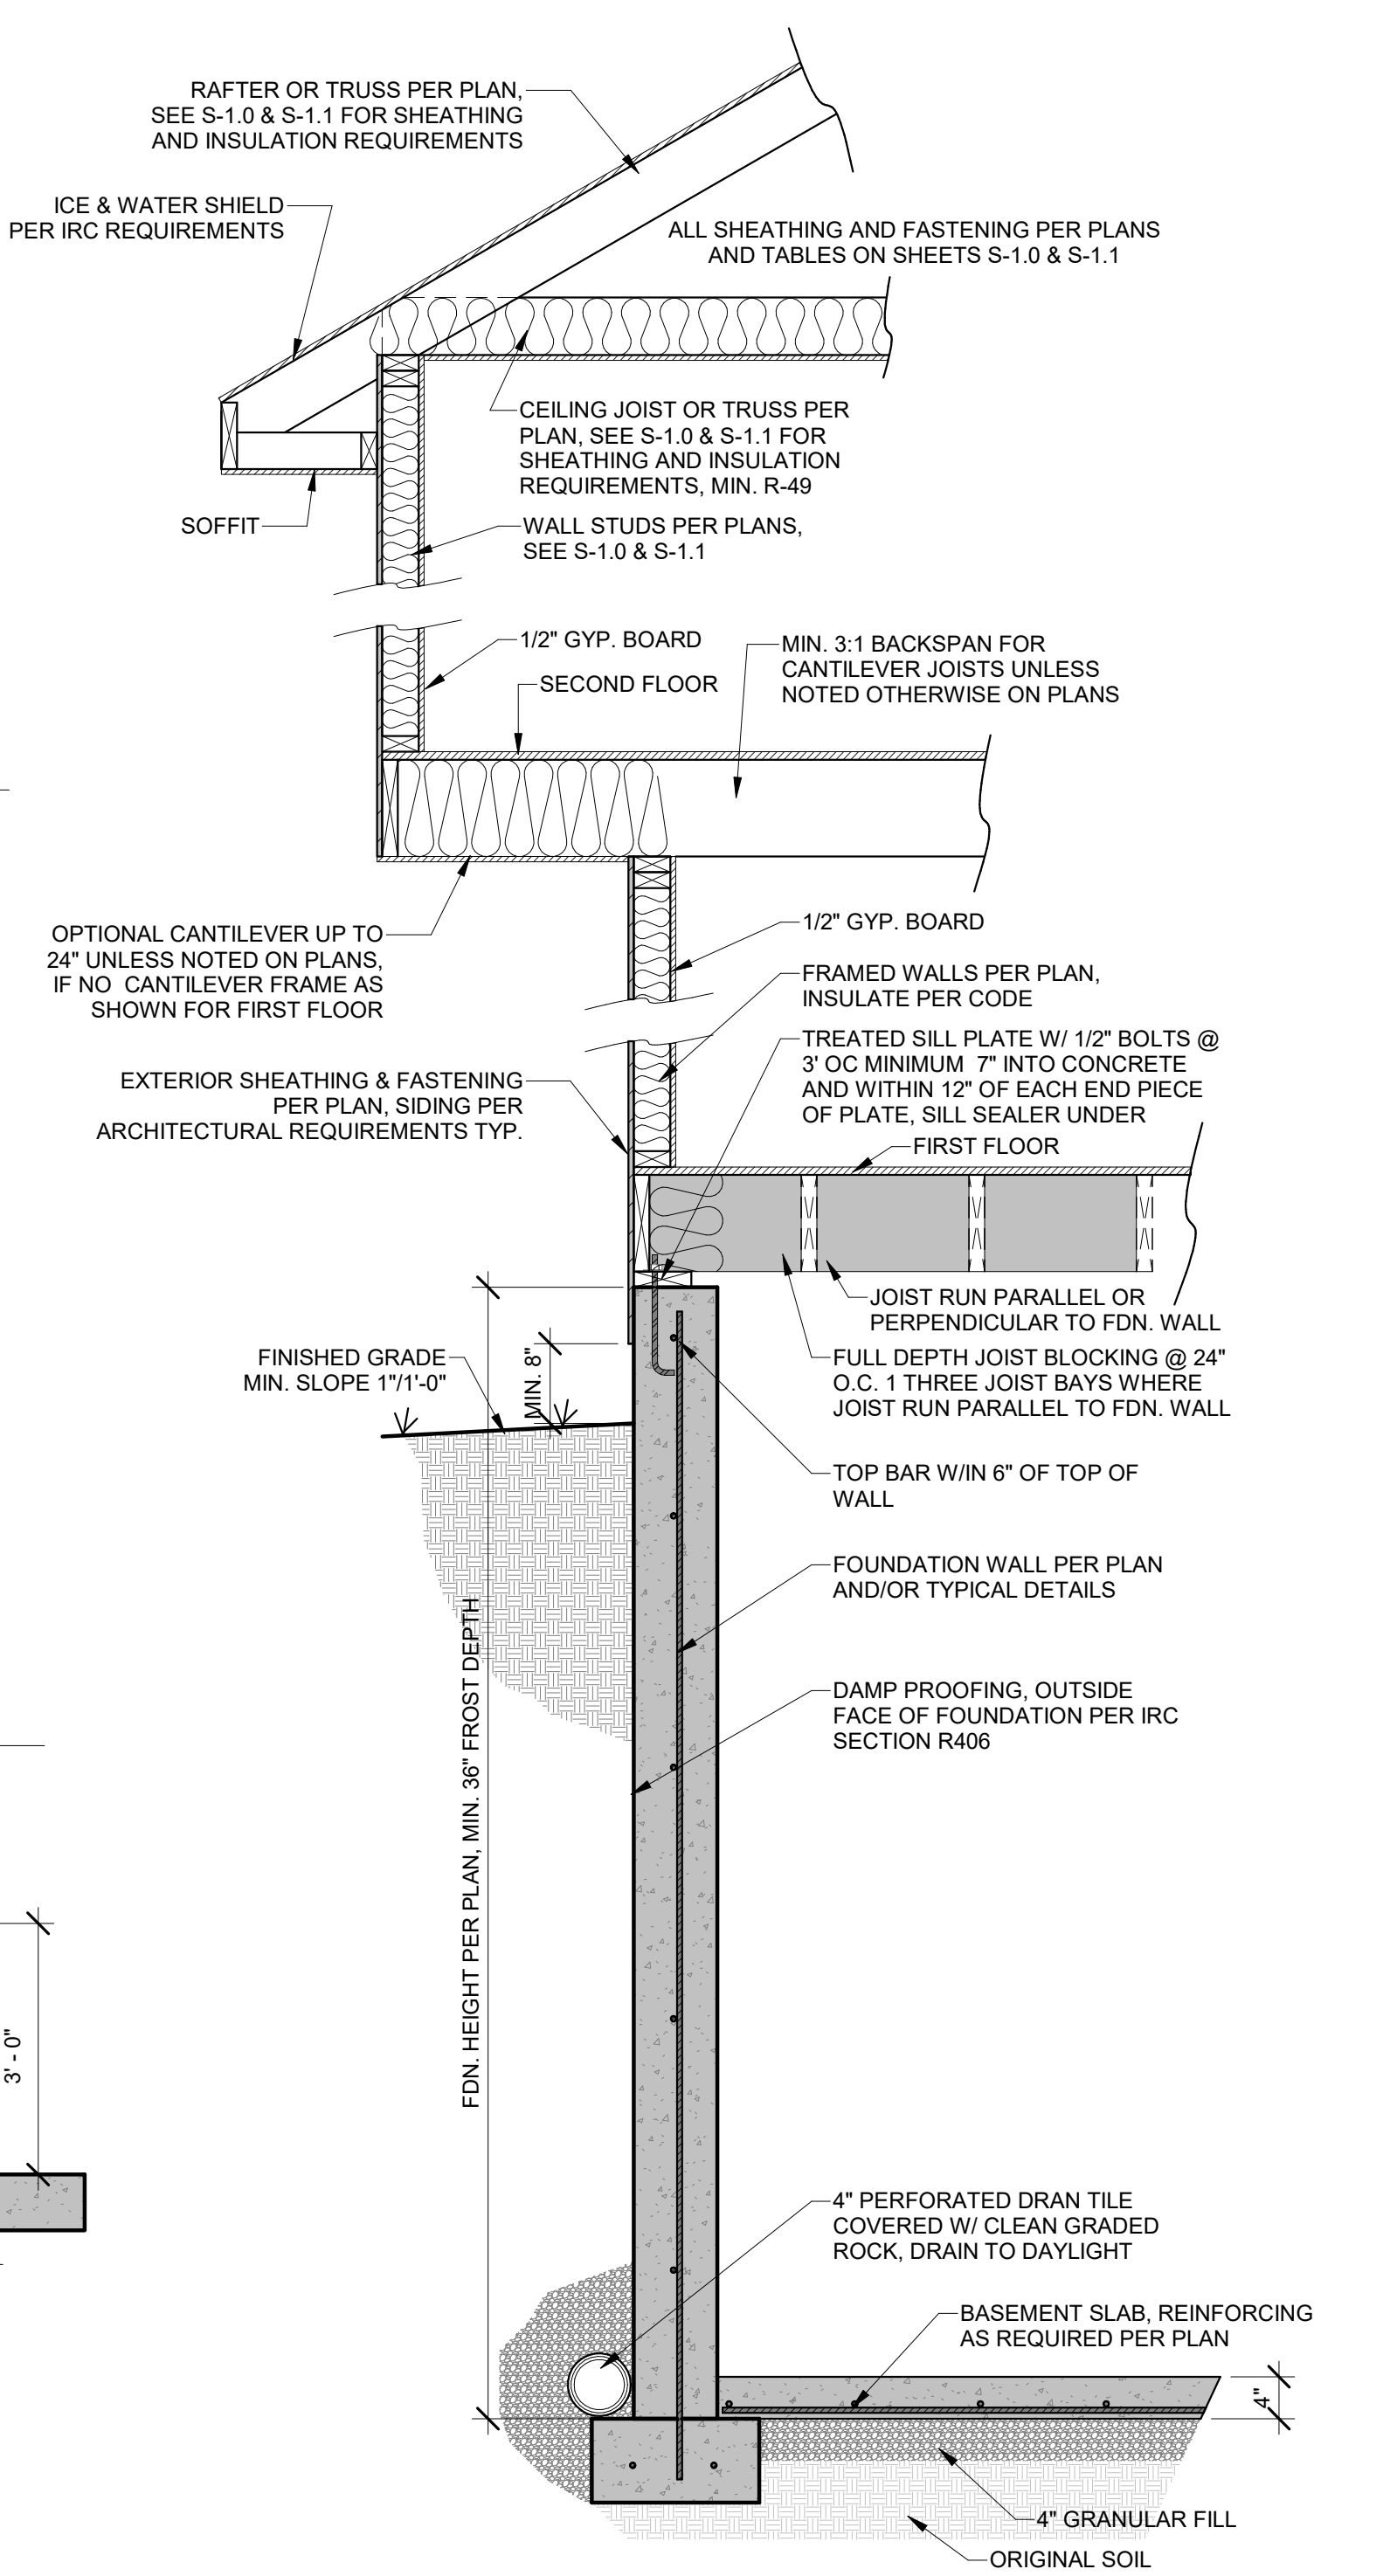 RAFTER OR TRUSS PER PLAN,
SEE S-1.0 & S-1.1 FOR SHEATHING
AND INSULATION REQUIREMENTS
ICE & WATER SHIELD
PER IRC REQUIREMENTS
ALL SHEATHING AND FASTENING PER PLANS
AND TABLES ON SHEETS S-1.0 & S-1.1
CEILING JOIST OR TRUSS PER
PLAN, SEE S-1.0 & S-1.1 FOR
SHEATHING AND INSULATION
REQUIREMENTS, MIN. R-49
SOFFIT
WALL STUDS PER PLANS,
SEE S-1.0 & S-1.1
1/2" GYP. BOARD
SECOND FLOOR
MIN. 3:1 BACKSPAN FOR
CANTILEVER JOISTS UNLESS
NOTED OTHERWISE ON PLANS
OPTIONAL CANTILEVER UP TO
24" UNLESS NOTED ON PLANS,
IF NO CANTILEVER FRAME AS
SHOWN FOR FIRST FLOOR
1/2" GYP. BOARD
FRAMED WALLS PER PLAN,
INSULATE PER CODE
TREATED SILL PLATE W/ 1/2" BOLTS @
3' OC MINIMUM 7" INTO CONCRETE
AND WITHIN 12" OF EACH END PIECE
OF PLATE, SILL SEALER UNDER
EXTERIOR SHEATHING & FASTENING
PER PLAN, SIDING PER
ARCHITECTURAL REQUIREMENTS TYP.
FIRST FLOOR
JOIST RUN PARALLEL OR
PERPENDICULAR TO FDN. WALL
FINISHED GRADE
MIN. SLOPE 1"/1'-0"
MIN. 8"
FULL DEPTH JOIST BLOCKING @ 24"
O.C. 1 THREE JOIST BAYS WHERE
JOIST RUN PARALLEL TO FDN. WALL
TOP BAR W/IN 6" OF TOP OF
WALL
FOUNDATION WALL PER PLAN
AND/OR TYPICAL DETAILS
FDN. HEIGHT PER PLAN, MIN. 36" FROST DEPTH
DAMP PROOFING, OUTSIDE
FACE OF FOUNDATION PER IRC
SECTION R406
3' - 0"
4" PERFORATED DRAN TILE
COVERED W/ CLEAN GRADED
ROCK, DRAIN TO DAYLIGHT
BASEMENT SLAB, REINFORCING
AS REQUIRED PER PLAN
4"
4" GRANULAR FILL
ORIGINAL SOIL